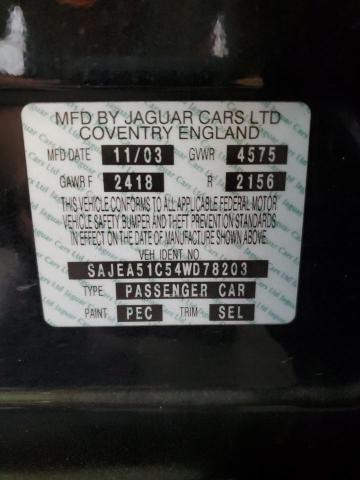 MFD BY JAGUAR CARS LTD
COVENTRY ENGLAND
MFD DATE 11/03 GVWR 4575
GAWR F 2418 R 2156
THIS VEHICLE CONFORMS TO ALL APPLICABLE FEDERAL MOTOR
VEHICLE SAFETY BUMPER AND THEFT PREVENTION STANDARDS
IN EFFECT ON THE DATE OF MANUFACTURE SHOWN ABOVE.
VEH. IDENT NO.
SAJEA51C54WD78203
TYPE PASSENGER CAR
PAINT PEC TRIM SEL